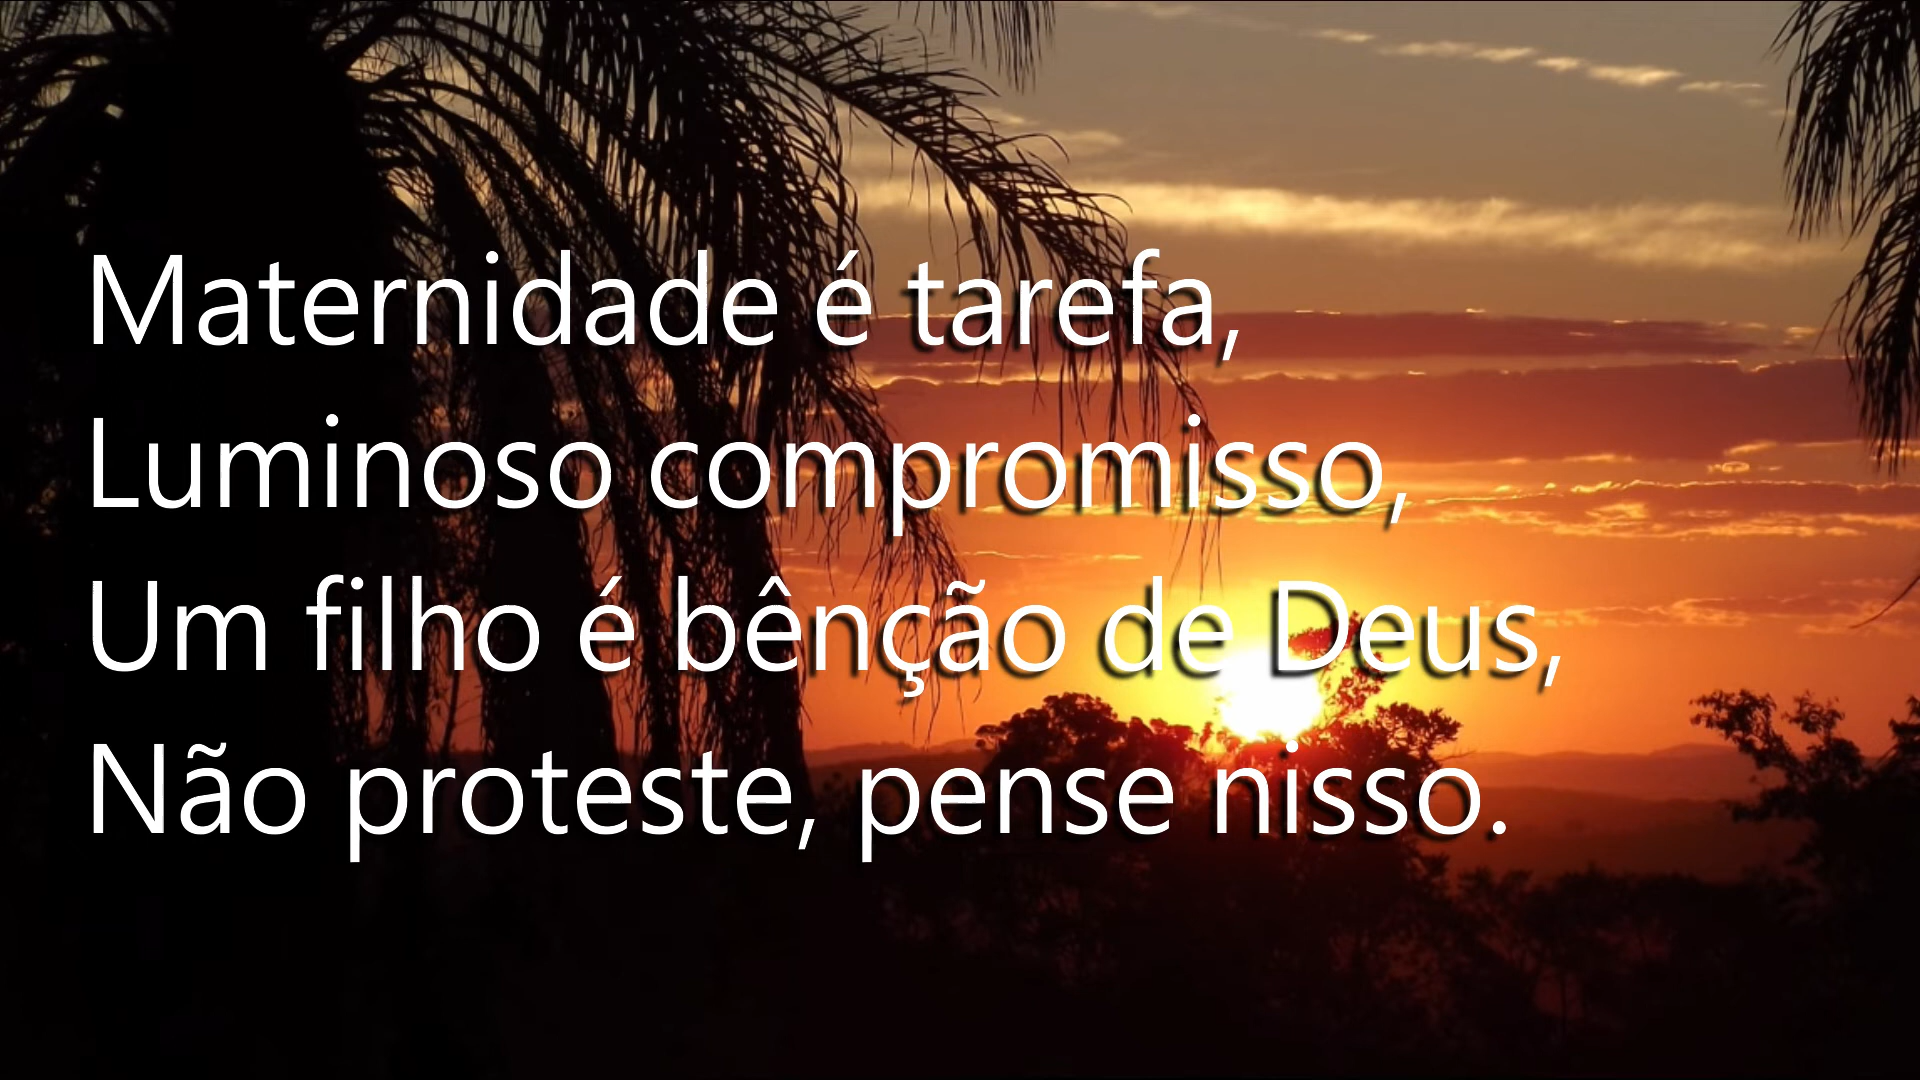 Maternidade é tarefa,
Luminoso compromisso,
Um filho é bênção de Deus,
Não proteste, pense nisso.